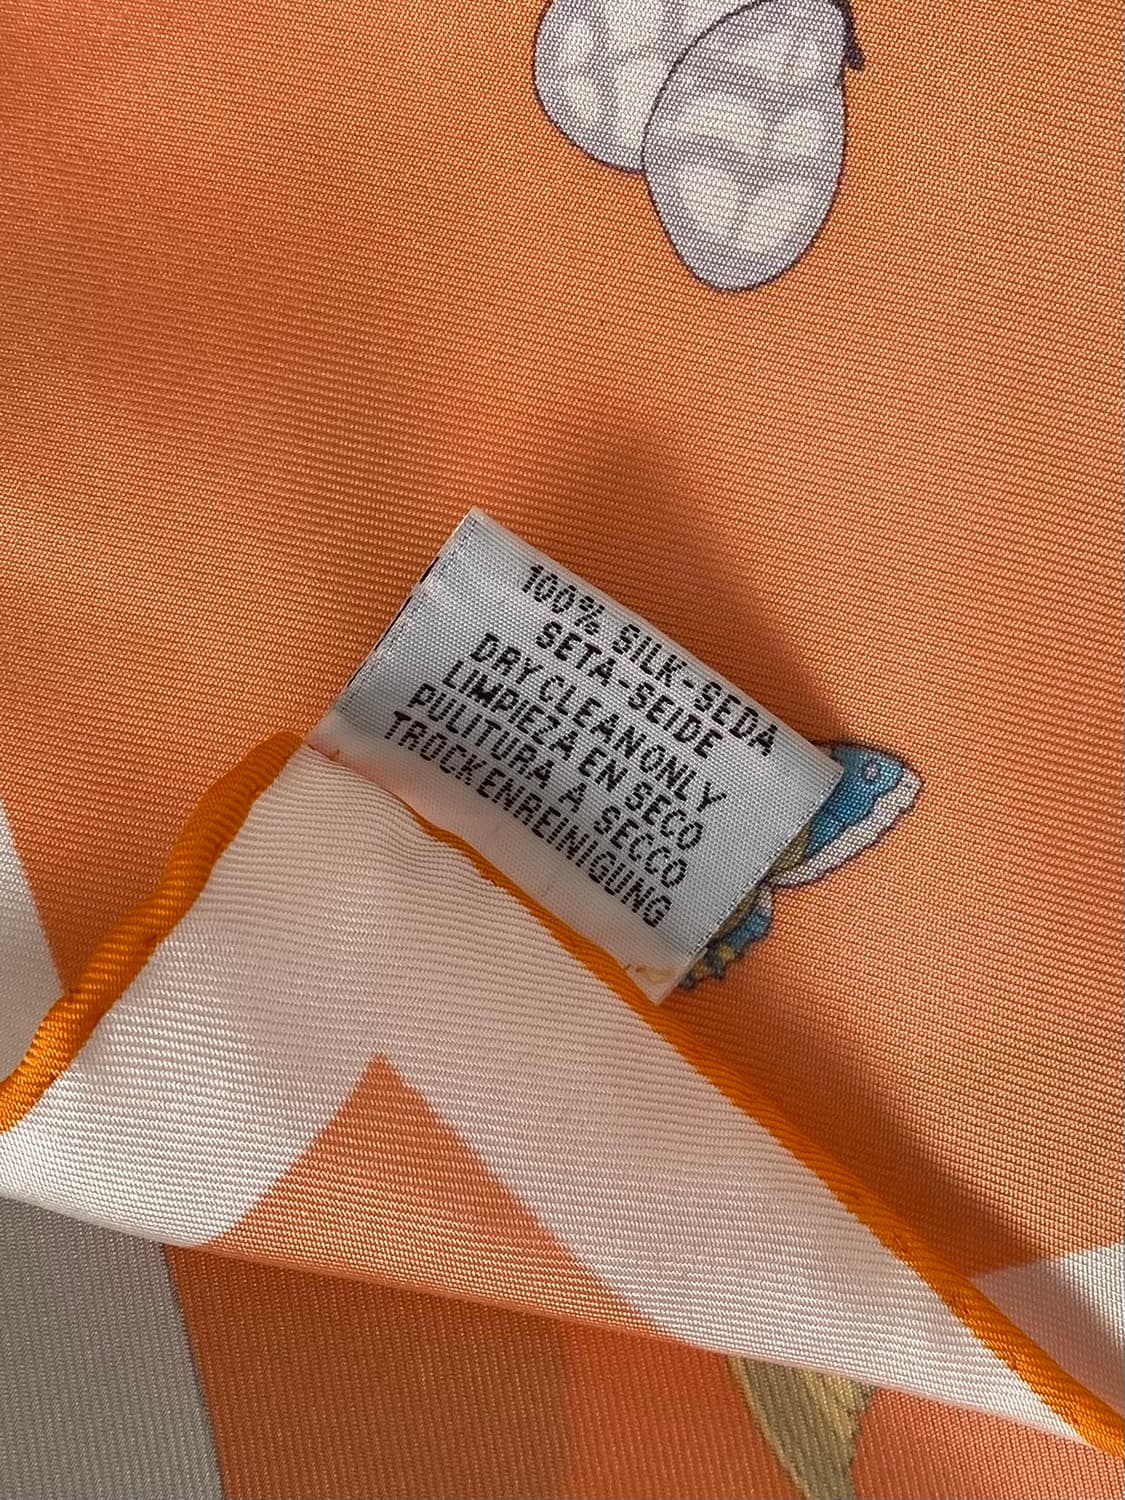 100% SILK-SEDA
SETA-SEIDE
DRY CLEAN ONLY
LIMPIEZA EN SECO
PULITURA A SECCO
TROCKENREINIGUNG